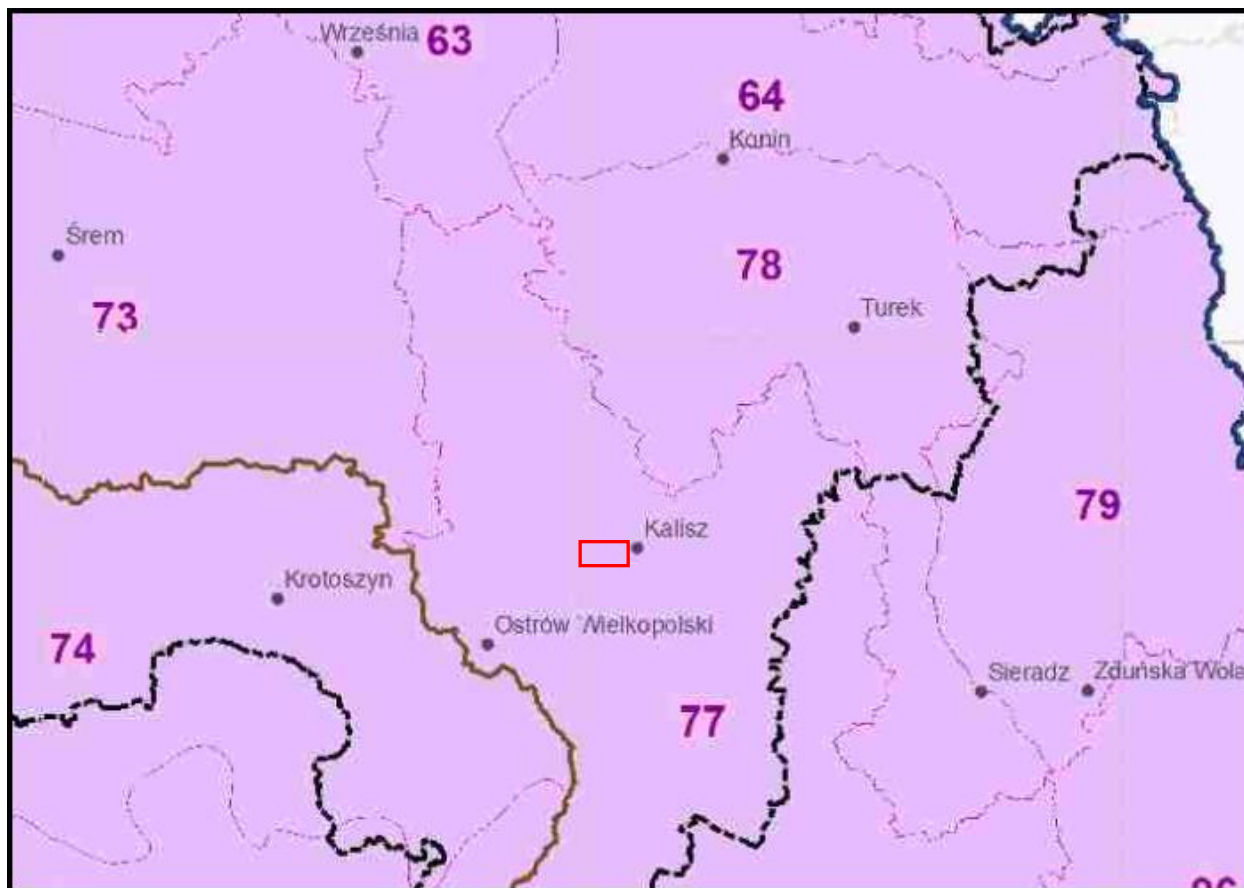 Września 63
64
Konin
Śrem
78
73
Turek
79
Kalisz
Krotoszyn
Ostrów Wielkopolski
74
Sieradz
Zduńska Wola
77